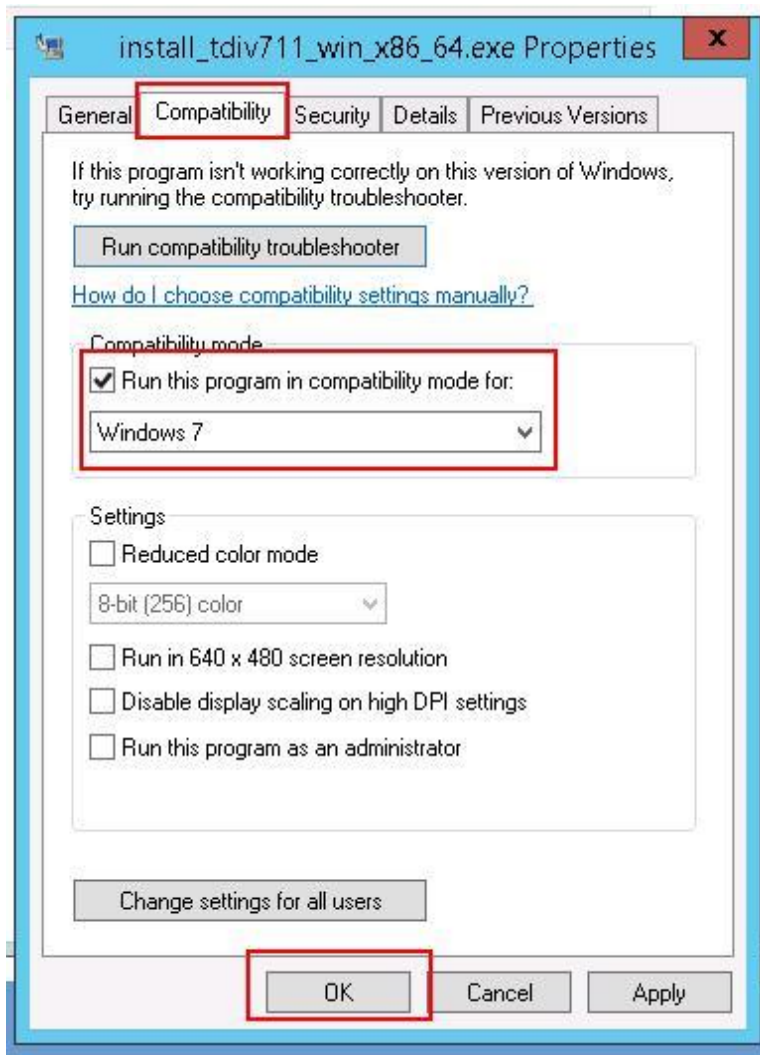 install_tdiv711_win_x86_64.exe Properties
x
General
Compatibility
Security
Details
Previous Versions
If this program isn't working correctly on this version of Windows,
try running the compatibility troubleshooter.
Run compatibility troubleshooter
How do I choose compatibility settings manually?
Compatibility mode
Run this program in compatibility mode for:
Windows 7
Settings
Reduced color mode
8-bit (256) color
Run in 640 x 480 screen resolution
Disable display scaling on high DPI settings
Run this program as an administrator
Change settings for all users
OK
Cancel
Apply